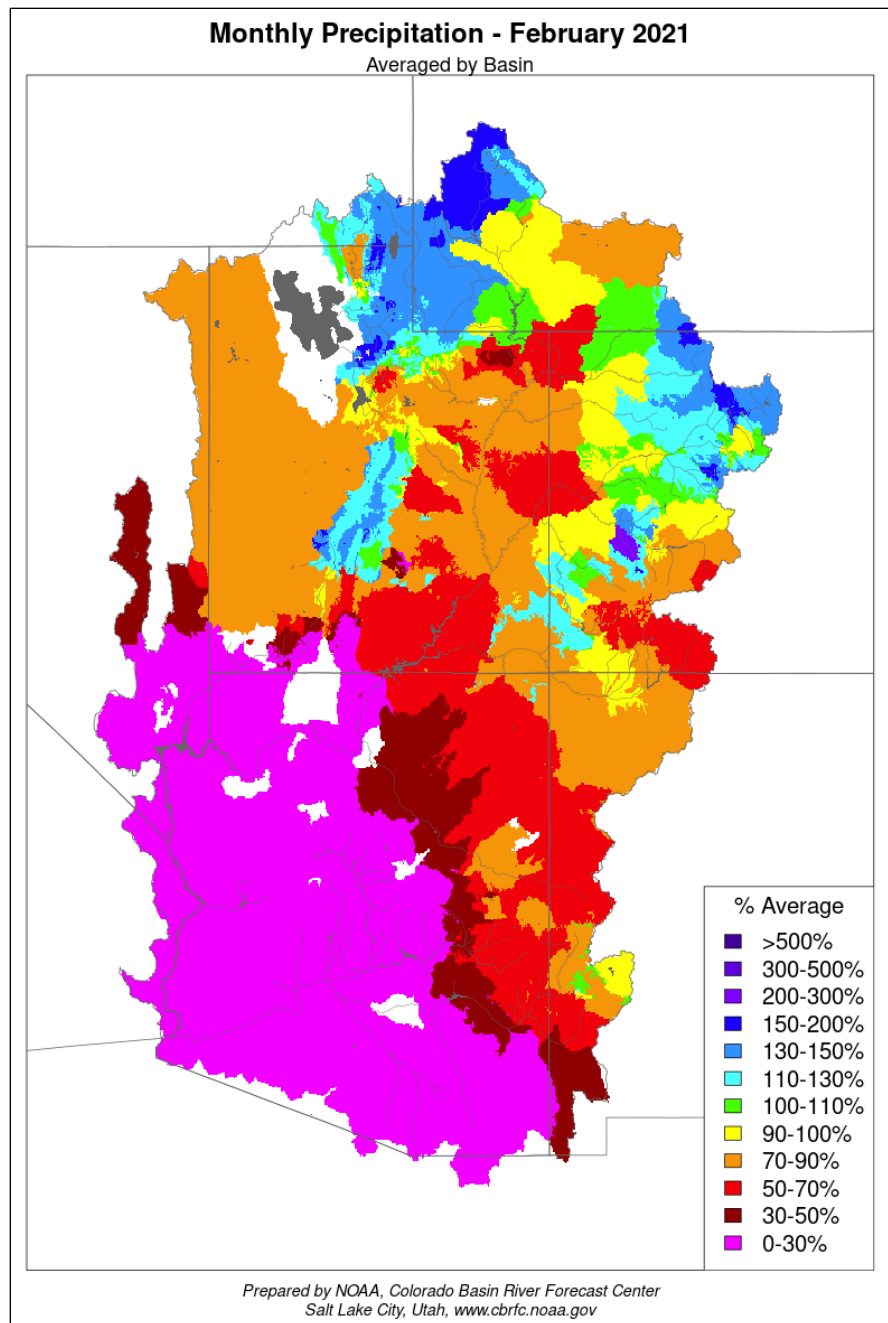 Monthly Precipitation - February 2021
Averaged by Basin
% Average
>500%
300-500%
200-300%
150-200%
130-150%
110-130%
100-110%
90-100%
70-90%
50-70%
30-50%
0-30%
Prepared by NOAA, Colorado Basin River Forecast Center
Salt Lake City, Utah, www.cbrfc.noaa.gov